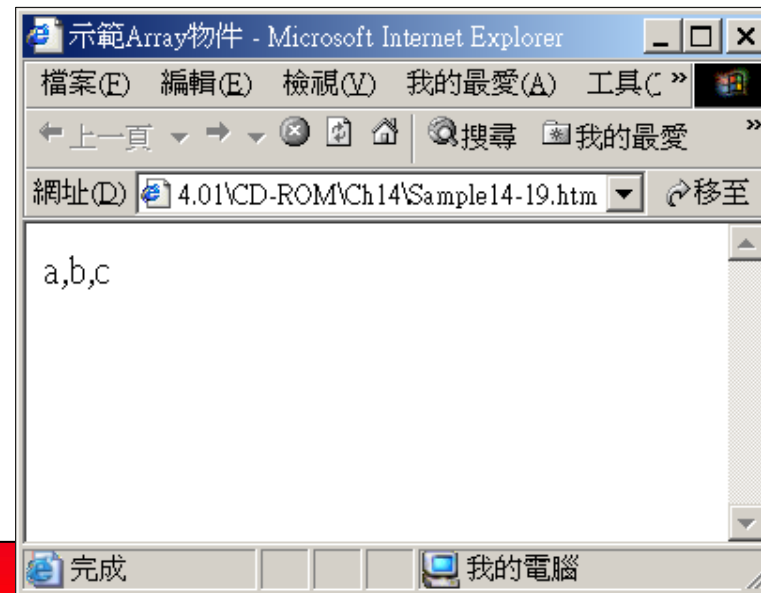 示範Array物件 - Microsoft Internet Explorer
檔案(F) 編輯(E) 檢視(V) 我的最愛(A) 工具( »
上一頁 搜尋 我的最愛 »
網址(D) 4.01\CD-ROM\Ch14\Sample14-19.htm 移至
a,b,c
完成 我的電腦